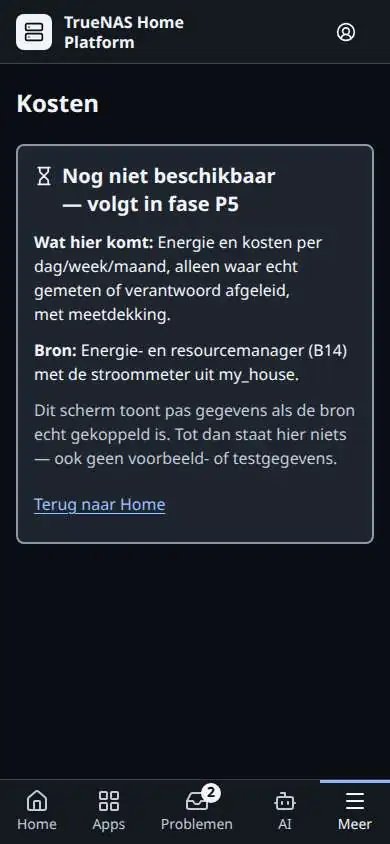 TrueNAS Home
Platform
Kosten
Nog niet beschikbaar
— volgt in fase P5
Wat hier komt: Energie en kosten per
dag/week/maand, alleen waar echt
gemeten of verantwoord afgeleid,
met meetdekking.
Bron: Energie- en resourcemanager (B14)
met de stroommeter uit my_house.
Dit scherm toont pas gegevens als de bron
echt gekoppeld is. Tot dan staat hier niets
— ook geen voorbeeld- of testgegevens.
Terug naar Home
2
Home Apps Problemen AI Meer